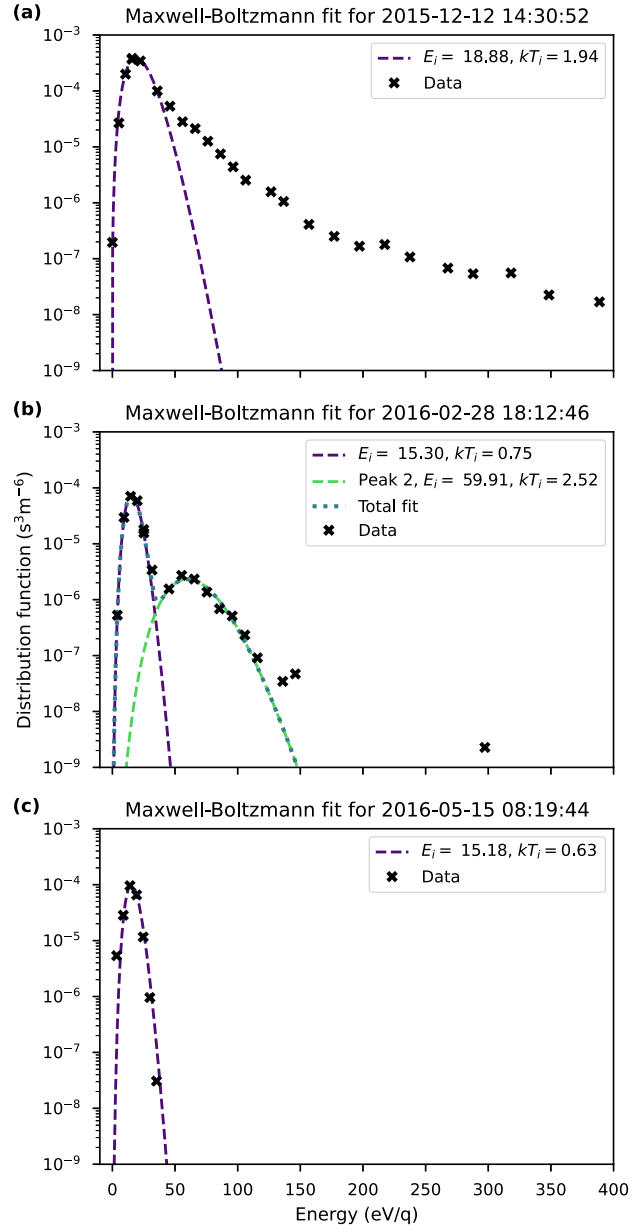 (a)
Maxwell-Boltzmann fit for 2015-12-12 14:30:52
10⁻³
10⁻⁴
10⁻⁵
10⁻⁶
10⁻⁷
10⁻⁸
10⁻⁹
E_i = 18.88, kT_i = 1.94
Data
(b)
Maxwell-Boltzmann fit for 2016-02-28 18:12:46
Distribution function (s³m⁻⁶)
10⁻³
10⁻⁴
10⁻⁵
10⁻⁶
10⁻⁷
10⁻⁸
10⁻⁹
E_i = 15.30, kT_i = 0.75
Peak 2, E_i = 59.91, kT_i = 2.52
Total fit
Data
(c)
Maxwell-Boltzmann fit for 2016-05-15 08:19:44
10⁻³
10⁻⁴
10⁻⁵
10⁻⁶
10⁻⁷
10⁻⁸
10⁻⁹
E_i = 15.18, kT_i = 0.63
Data
0 50 100 150 200 250 300 350 400
Energy (eV/q)